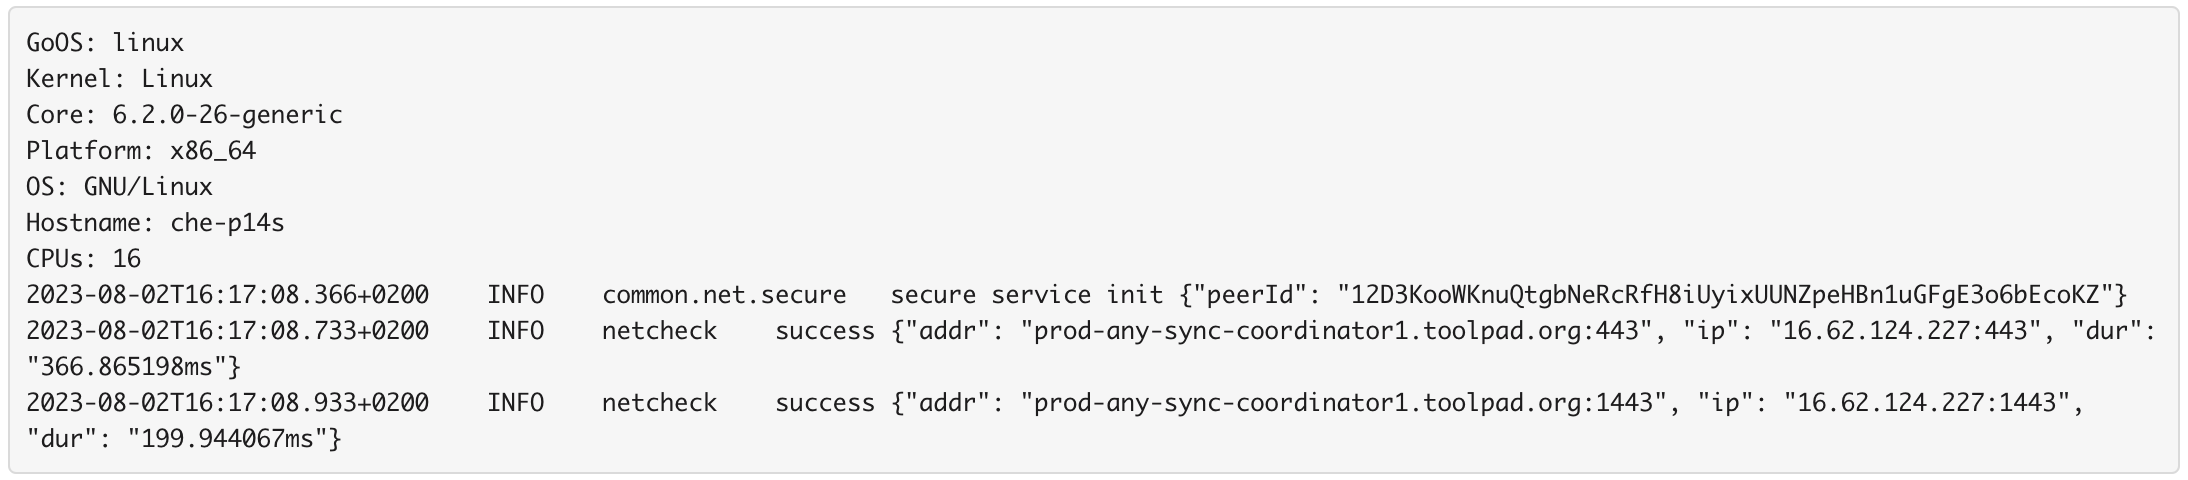 GoOS: linux
Kernel: Linux
Core: 6.2.0-26-generic
Platform: x86_64
OS: GNU/Linux
Hostname: che-p14s
CPUs: 16
2023-08-02T16:17:08.366+0200    INFO    common.net.secure   secure service init {"peerId": "12D3KooWKnuQtgbNeRcRfH8iUyixUUNZpeHBn1uGFgE3o6bEcoKZ"}
2023-08-02T16:17:08.733+0200    INFO    netcheck    success {"addr": "prod-any-sync-coordinator1.toolpad.org:443", "ip": "16.62.124.227:443", "dur":
"366.865198ms"}
2023-08-02T16:17:08.933+0200    INFO    netcheck    success {"addr": "prod-any-sync-coordinator1.toolpad.org:1443", "ip": "16.62.124.227:1443",
"dur": "199.944067ms"}